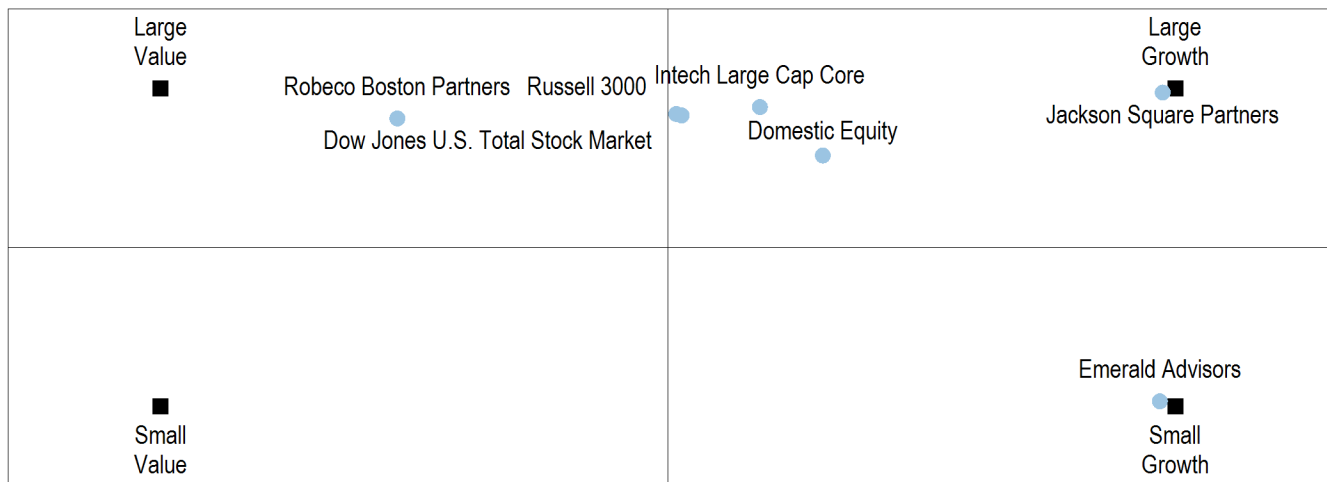 Large
Value
Large
Growth
Robeco Boston Partners
Russell 3000
Intech Large Cap Core
Jackson Square Partners
Dow Jones U.S. Total Stock Market
Domestic Equity
Emerald Advisors
Small
Value
Small
Growth